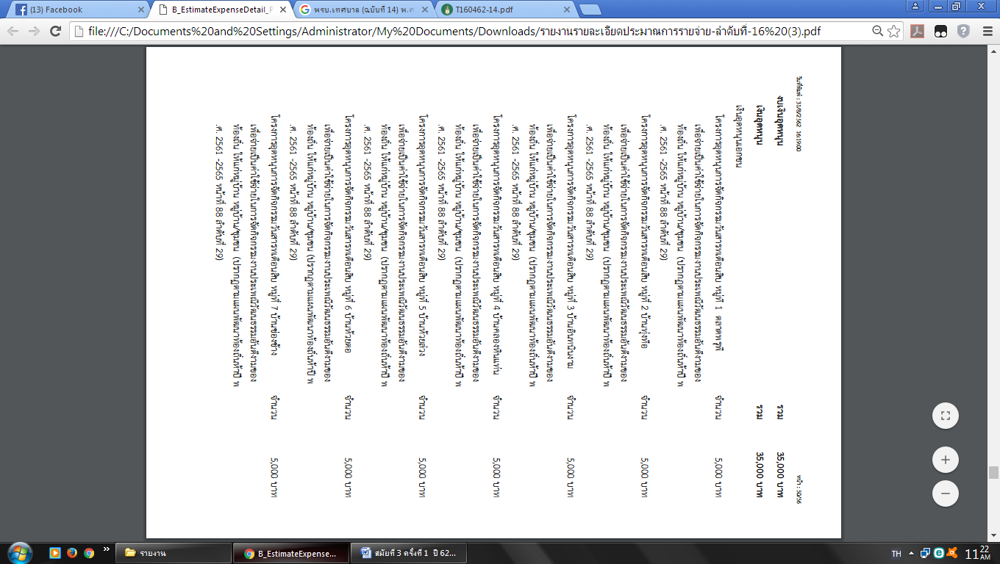 (13) Facebook
B_EstimateExpenseDetail_F
พรบ.เทศบาล (ฉบับที่ 14) พ.ศ
T160462-14.pdf
file:///C:/Documents%20and%20Settings/Administrator/My%20Documents/Downloads/รายงานรายละเอียดประมาณการรายจ่าย-ลำดับที่-16%20(3).pdf
วันที่พิมพ์ : 31/8/2562 16:19:00
หน้า : 50/56
งบเงินอุดหนุน รวม 35,000 บาท
เงินอุดหนุน รวม 35,000 บาท
เงินอุดหนุนเอกชน
โครงการอุดหนุนการจัดกิจกรรมวันสารทเดือนสิบ หมู่ที่ 1 ตลาดพรุที จำนวน 5,000 บาท
เพื่อจ่ายเป็นค่าใช้จ่ายในการจัดกิจกรรมงานประเพณีวัฒนธรรมอันดีงามของ
ท้องถิ่น ให้แก่หมู่บ้าน หมู่บ้าน/ชุมชน (ปรากฏตามแผนพัฒนาท้องถิ่นห้าปี พ
.ศ. 2561 -2565 หน้าที่ 88 ลำดับที่ 29)
โครงการอุดหนุนการจัดกิจกรรมวันสารทเดือนสิบ หมู่ที่ 2 บ้านทุ่งท่อ จำนวน 5,000 บาท
เพื่อจ่ายเป็นค่าใช้จ่ายในการจัดกิจกรรมงานประเพณีวัฒนธรรมอันดีงามของ
ท้องถิ่น ให้แก่หมู่บ้าน หมู่บ้าน/ชุมชน (ปรากฏตามแผนพัฒนาท้องถิ่นห้าปี พ
.ศ. 2561 -2565 หน้าที่ 88 ลำดับที่ 29)
โครงการอุดหนุนการจัดกิจกรรมวันสารทเดือนสิบ หมู่ที่ 3 บ้านอินทนินงาม จำนวน 5,000 บาท
เพื่อจ่ายเป็นค่าใช้จ่ายในการจัดกิจกรรมงานประเพณีวัฒนธรรมอันดีงามของ
ท้องถิ่น ให้แก่หมู่บ้าน หมู่บ้าน/ชุมชน (ปรากฏตามแผนพัฒนาท้องถิ่นห้าปี พ
.ศ. 2561 -2565 หน้าที่ 88 ลำดับที่ 29)
โครงการอุดหนุนการจัดกิจกรรมวันสารทเดือนสิบ หมู่ที่ 4 บ้านคลองหินแท่น จำนวน 5,000 บาท
เพื่อจ่ายเป็นค่าใช้จ่ายในการจัดกิจกรรมงานประเพณีวัฒนธรรมอันดีงามของ
ท้องถิ่น ให้แก่หมู่บ้าน หมู่บ้าน/ชุมชน (ปรากฏตามแผนพัฒนาท้องถิ่นห้าปี พ
.ศ. 2561 -2565 หน้าที่ 88 ลำดับที่ 29)
โครงการอุดหนุนการจัดกิจกรรมวันสารทเดือนสิบ หมู่ที่ 5 บ้านห้วยล่วง จำนวน 5,000 บาท
เพื่อจ่ายเป็นค่าใช้จ่ายในการจัดกิจกรรมงานประเพณีวัฒนธรรมอันดีงามของ
ท้องถิ่น ให้แก่หมู่บ้าน หมู่บ้าน/ชุมชน (ปรากฏตามแผนพัฒนาท้องถิ่นห้าปี พ
.ศ. 2561 -2565 หน้าที่ 88 ลำดับที่ 29)
โครงการอุดหนุนการจัดกิจกรรมวันสารทเดือนสิบ หมู่ที่ 6 บ้านห้วยตอ จำนวน 5,000 บาท
เพื่อจ่ายเป็นค่าใช้จ่ายในการจัดกิจกรรมงานประเพณีวัฒนธรรมอันดีงามของ
ท้องถิ่น ให้แก่หมู่บ้าน หมู่บ้าน/ชุมชน (ปรากฏตามแผนพัฒนาท้องถิ่นห้าปี พ
.ศ. 2561 -2565 หน้าที่ 88 ลำดับที่ 29)
โครงการอุดหนุนการจัดกิจกรรมวันสารทเดือนสิบ หมู่ที่ 7 บ้านช่องช้าง จำนวน 5,000 บาท
เพื่อจ่ายเป็นค่าใช้จ่ายในการจัดกิจกรรมงานประเพณีวัฒนธรรมอันดีงามของ
ท้องถิ่น ให้แก่หมู่บ้าน หมู่บ้าน/ชุมชน (ปรากฏตามแผนพัฒนาท้องถิ่นห้าปี พ
.ศ. 2561 -2565 หน้าที่ 88 ลำดับที่ 29)
รายงาน
B_EstimateExpense...
สมัยที่ 3 ครั้งที่ 1 ปี 62...
TH
11 22 AM